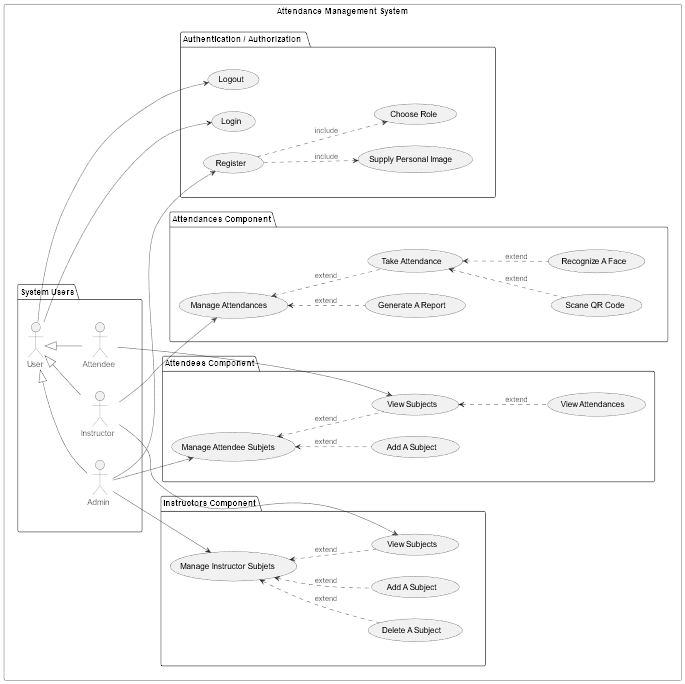 Attendance Management System
Authentication / Authorization
Logout
Login
Register
include
include
Choose Role
Supply Personal Image
Attendances Component
Manage Attendances
extend
extend
Take Attendance
Generate A Report
extend
extend
Recognize A Face
Scane QR Code
System Users
User
Attendee
Instructor
Admin
Attendees Component
Manage Attendee Subjets
extend
extend
View Subjects
Add A Subject
extend
View Attendances
Instructors Component
Manage Instructor Subjets
extend
extend
extend
View Subjects
Add A Subject
Delete A Subject